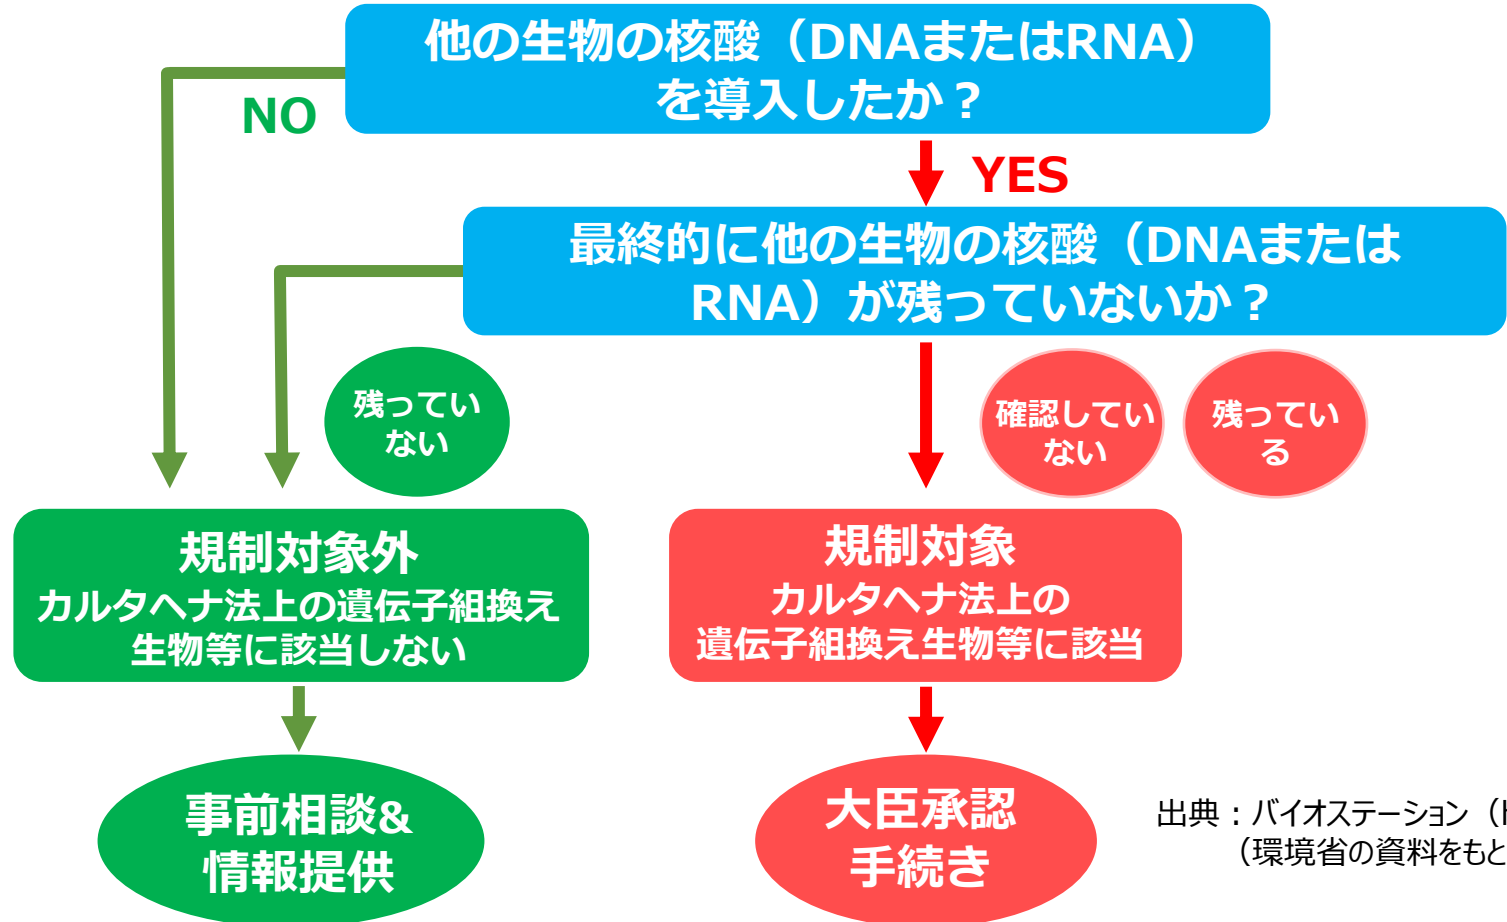 他の生物の核酸（DNAまたはRNA）
を導入したか？
NO
YES
最終的に他の生物の核酸（DNAまたは
RNA）が残っていないか？
残ってい
ない
確認してい
ない
残ってい
る
規制対象外
カルタヘナ法上の遺伝子組換え
生物等に該当しない
規制対象
カルタヘナ法上の
遺伝子組換え生物等に該当
事前相談&
情報提供
大臣承認
手続き
出典：バイオステーション（
（環境省の資料をもと